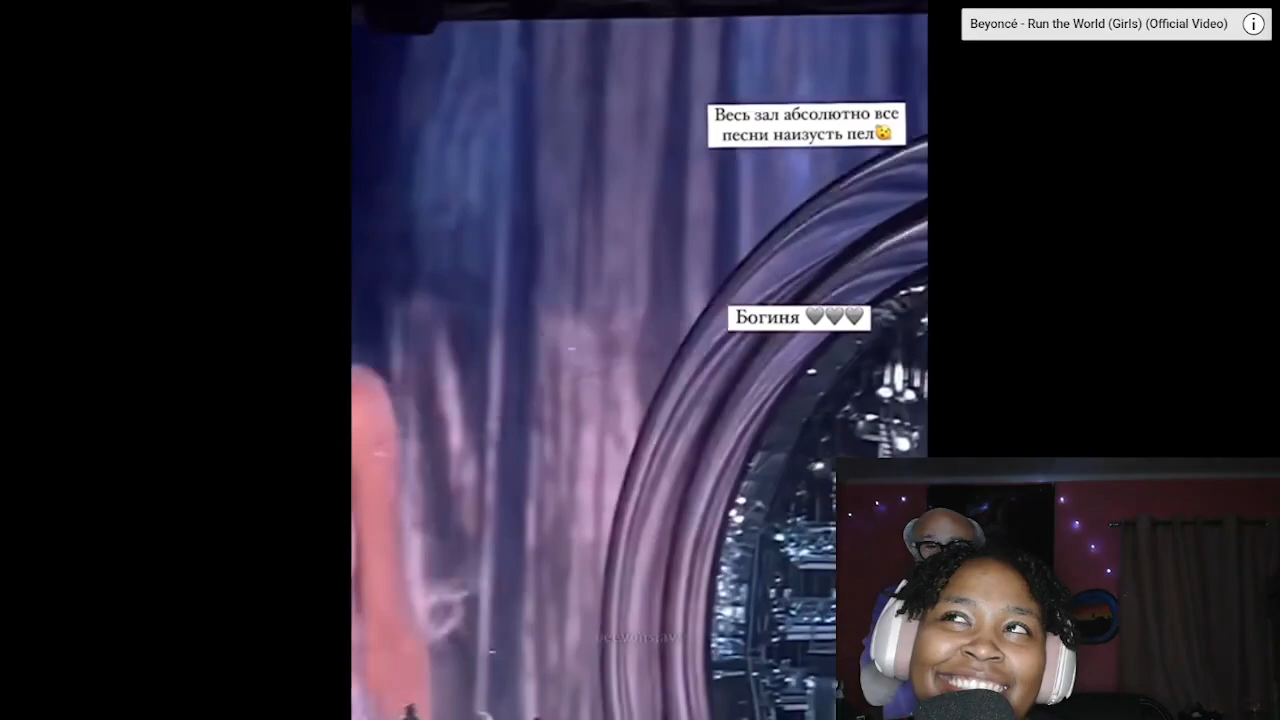 Beyoncé - Run the World (Girls) (Official Video)
Весь зал абсолютно все
песни наизусть пел🫠
Богиня 🩶🩶🩶